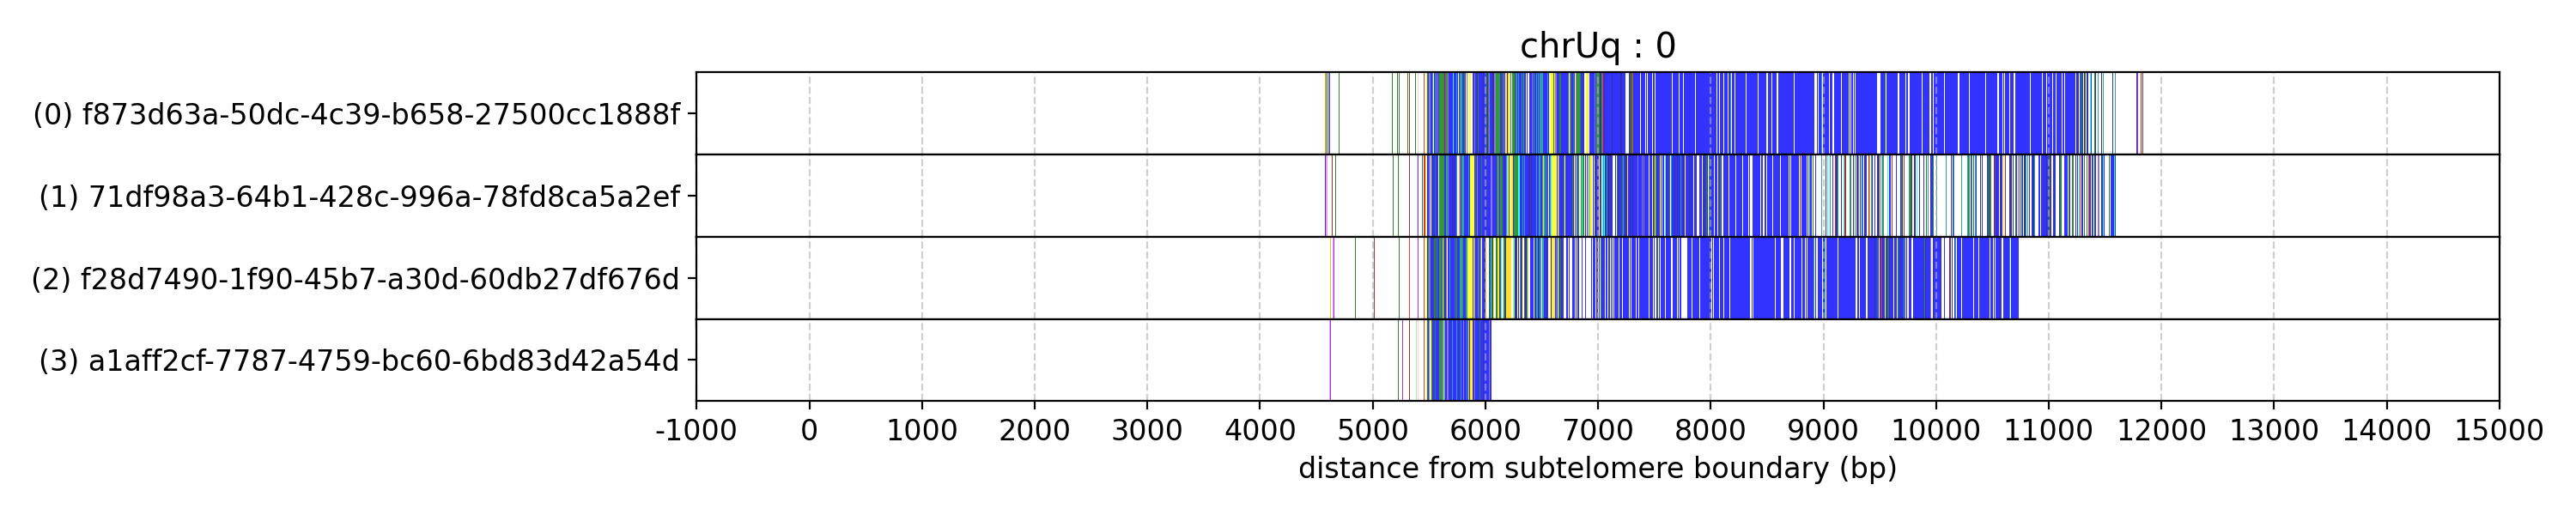 chrUq : 0
(0) f873d63a-50dc-4c39-b658-27500cc1888f
(1) 71df98a3-64b1-428c-996a-78fd8ca5a2ef
(2) f28d7490-1f90-45b7-a30d-60db27df676d
(3) a1aff2cf-7787-4759-bc60-6bd83d42a54d
-1000 0 1000 2000 3000 4000 5000 6000 7000 8000 9000 10000 11000 12000 13000 14000 15000
distance from subtelomere boundary (bp)